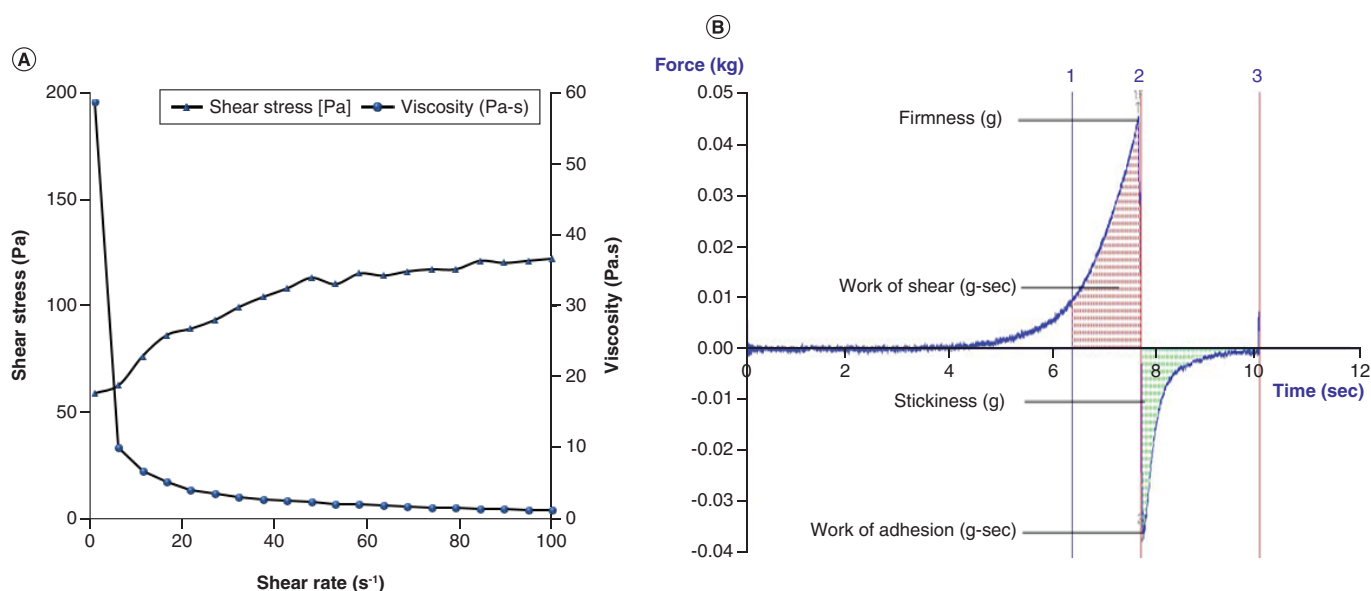 A
Shear stress [Pa]
Viscosity (Pa-s)
200
150
100
50
0
Shear stress (Pa)
60
50
40
30
20
10
0
Viscosity (Pa.s)
0 20 40 60 80 100
Shear rate (s⁻¹)
B
Force (kg)
1 2 3
0.05
0.04
0.03
0.02
0.01
0.00
-0.01
-0.02
-0.03
-0.04
Firmness (g)
Work of shear (g-sec)
0 2 4 6 8 10 12
Time (sec)
Stickiness (g)
Work of adhesion (g-sec)